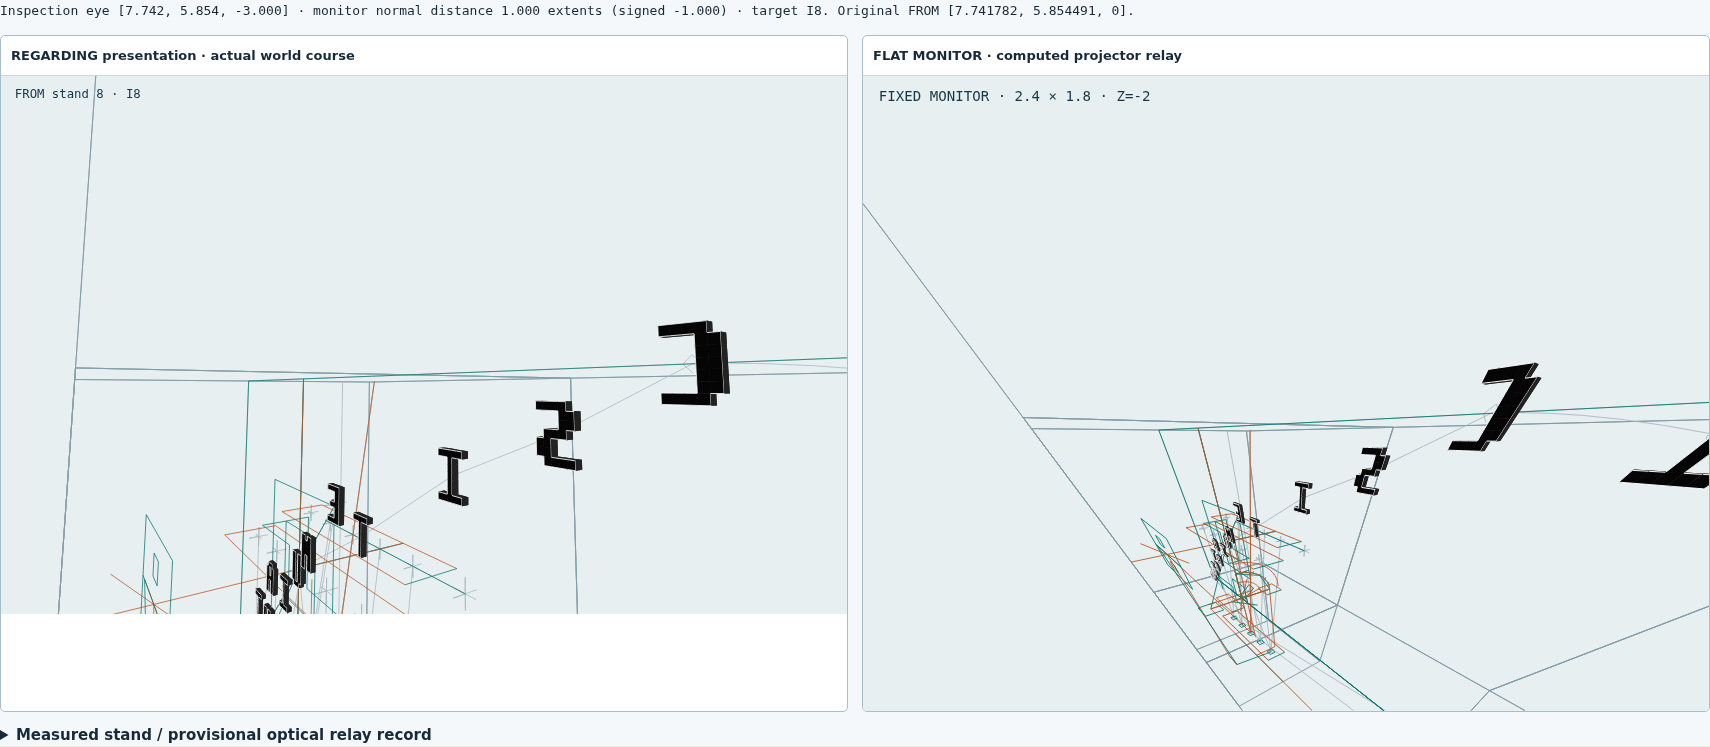 Inspection eye [7.742, 5.854, -3.000] · monitor normal distance 1.000 extents (signed -1.000) · target I8. Original FROM [7.741782, 5.854491, 0].
REGARDING presentation · actual world course
FROM stand 8 · I8
FLAT MONITOR · computed projector relay
FIXED MONITOR · 2.4 × 1.8 · Z=-2
Measured stand / provisional optical relay record